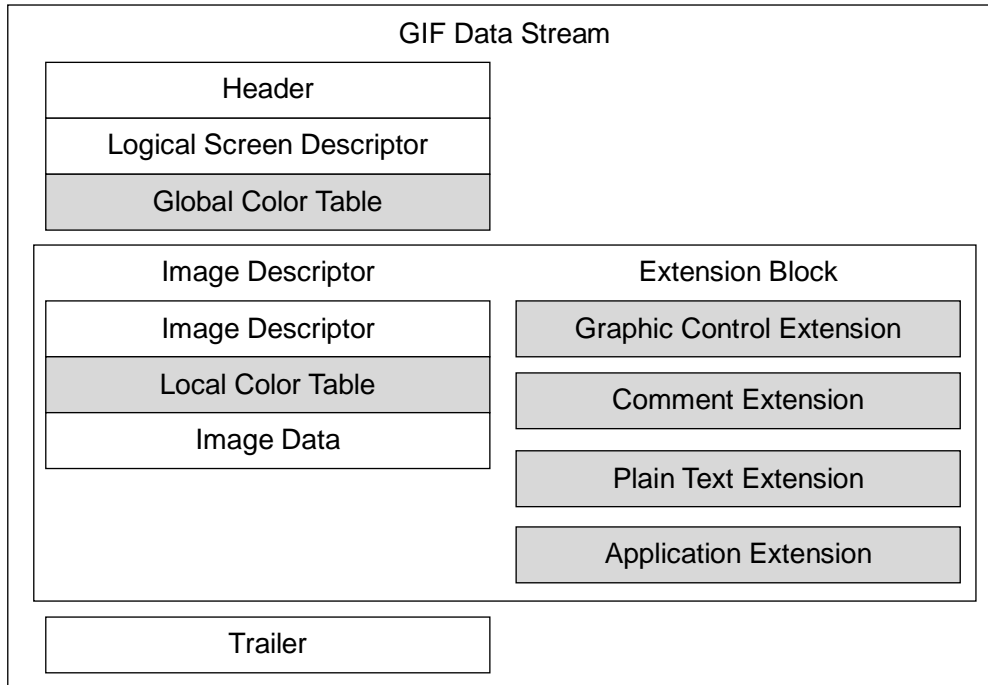 GIF Data Stream
Header
Logical Screen Descriptor
Global Color Table
Image Descriptor
Image Descriptor
Local Color Table
Image Data
Extension Block
Graphic Control Extension
Comment Extension
Plain Text Extension
Application Extension
Trailer